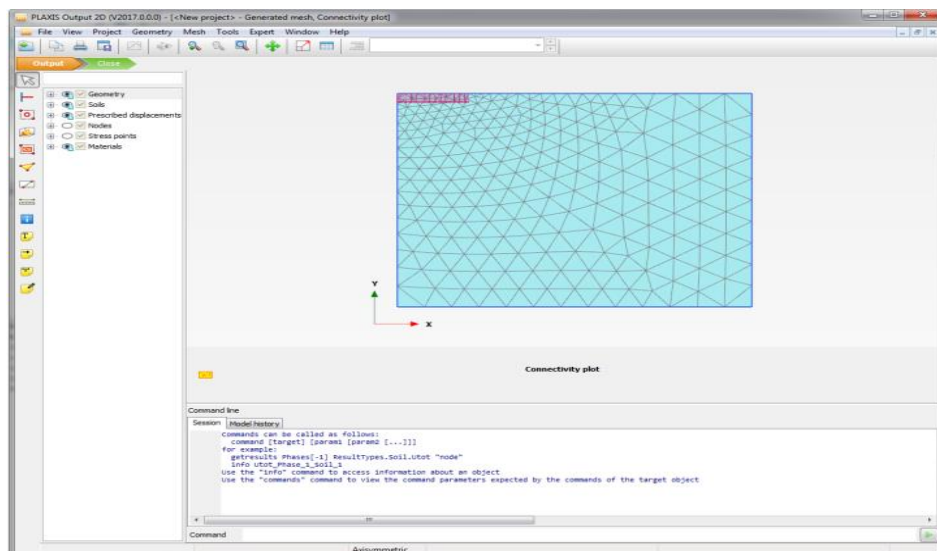 PLAXIS Output 2D (V2017.0.0.0) - [<New project> - Generated mesh, Connectivity plot]
File View Project Geometry Mesh Tools Expert Window Help
Output Close
Geometry
Soils
Prescribed displacements
Nodes
Stress points
Materials
Y
X
Connectivity plot
Command line
Session Model history
Commands can be called as follows:
command [target] [param1 [param2 [...]]]
for example:
getresults Phases[-1] ResultTypes.Soil.Utot "node"
info Utot_Phase_1_Soil_1
Use the "info" command to access information about an object
Use the "commands" command to view the command parameters expected by the commands of the target object
Command
Axisymmetric